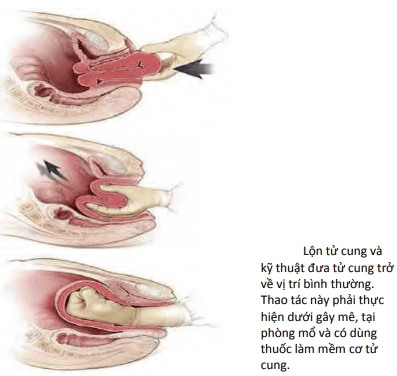 Lộn tử cung và
kỹ thuật đưa tử cung trở
về vị trí bình thường.
Thao tác này phải thực
hiện dưới gây mê, tại
phòng mổ và có dùng
thuốc làm mềm cơ tử
cung.